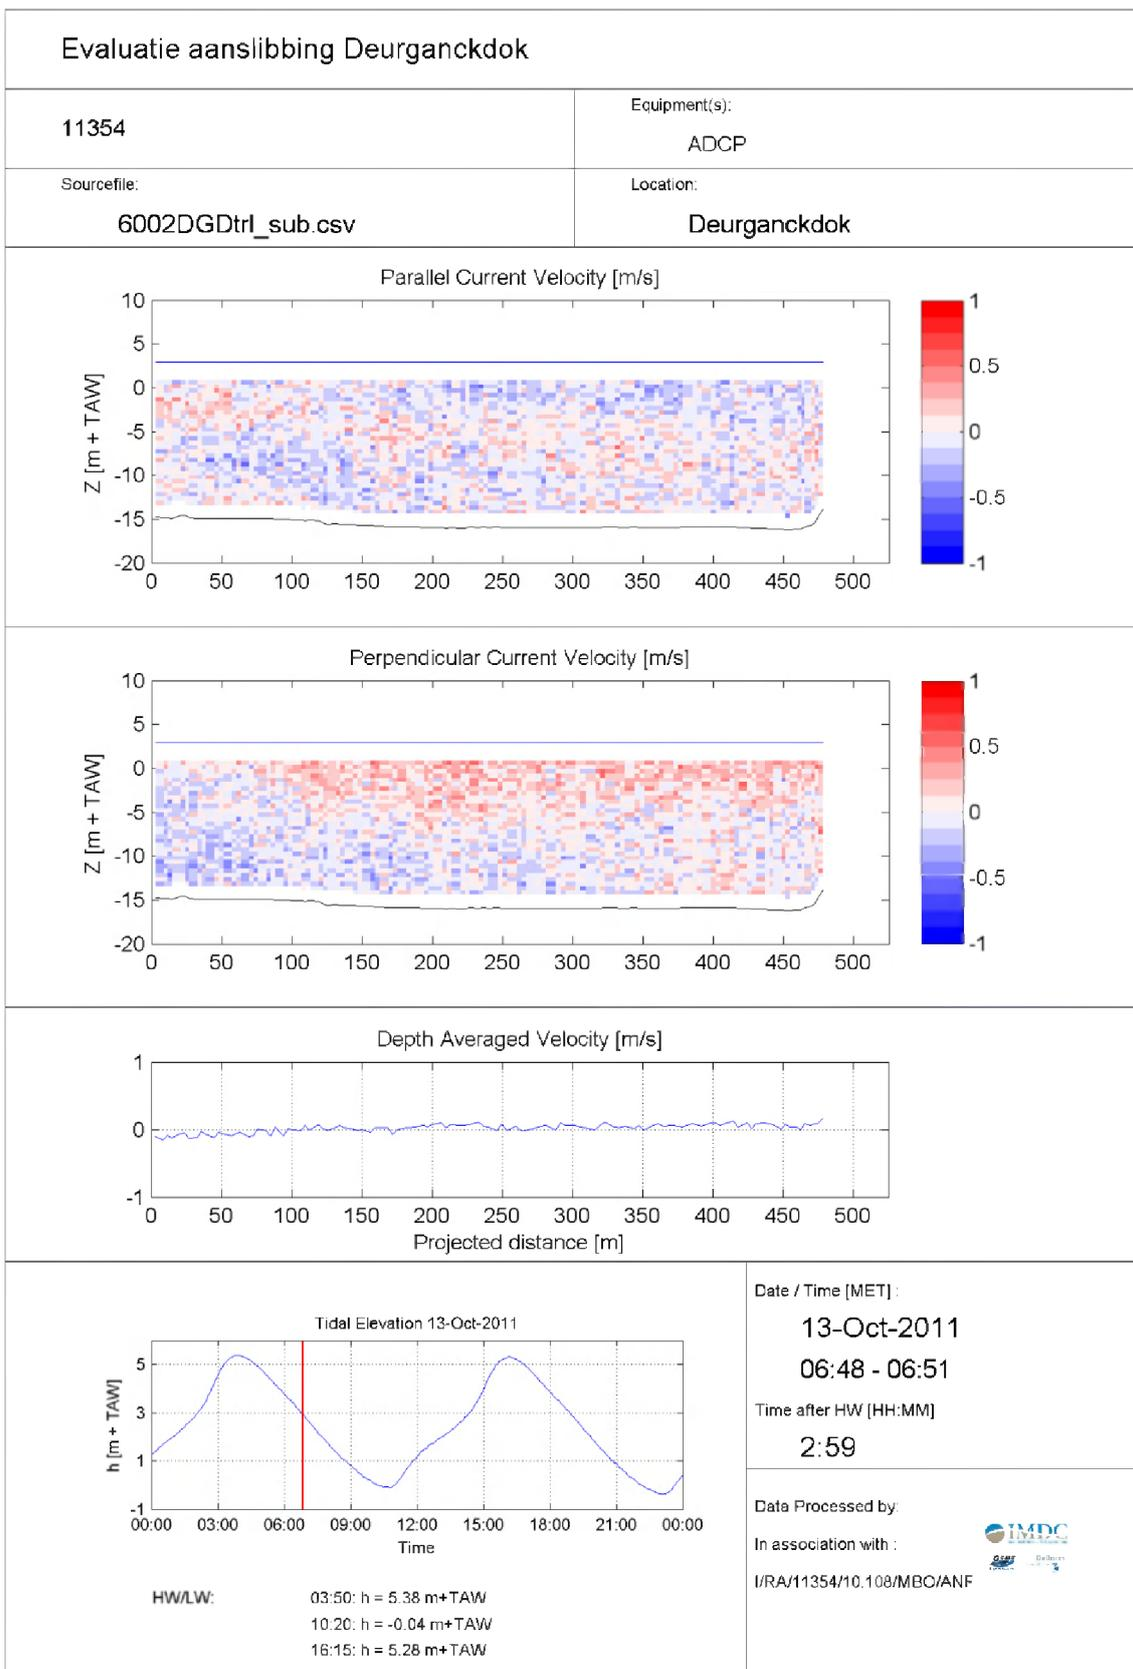 Evaluatie aanslibbing Deurganckdok
11354
Equipment(s):
ADCP
Sourcefile:
6002DGDtrl_sub.csv
Location:
Deurganckdok
Parallel Current Velocity [m/s]
10
5
0
-5
-10
-15
-20
Z [m + TAW]
0 50 100 150 200 250 300 350 400 450 500
1
0.5
0
-0.5
-1
Perpendicular Current Velocity [m/s]
10
5
0
-5
-10
-15
-20
Z [m + TAW]
0 50 100 150 200 250 300 350 400 450 500
1
0.5
0
-0.5
-1
Depth Averaged Velocity [m/s]
1
0
-1
0 50 100 150 200 250 300 350 400 450 500
Projected distance [m]
Tidal Elevation 13-Oct-2011
5
3
1
-1
h [m + TAW]
00:00 03:00 06:00 09:00 12:00 15:00 18:00 21:00 00:00
Time
HW/LW:
03:50: h = 5.38 m+TAW
10:20: h = -0.04 m+TAW
16:15: h = 5.28 m+TAW
Date / Time [MET] :
13-Oct-2011
06:48 - 06:51
Time after HW [HH:MM]
2:59
Data Processed by:
IMDC
In association with :
I/RA/11354/10.108/MBO/ANF